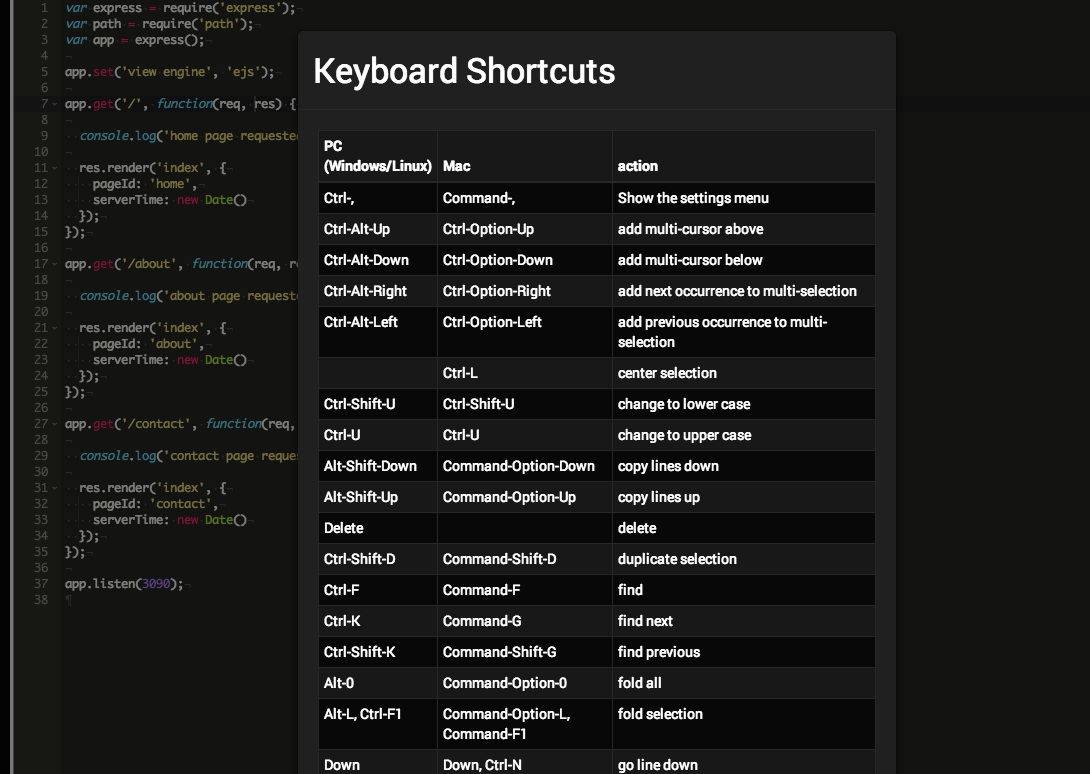 1 var express = require('express');
2 var path = require('path');
3 var app = express();
4
5 app.set('view engine', 'ejs');
6
7 app.get('/', function(req, res) {
8
9 console.log('home page requeste
10
11 res.render('index', {
12 pageId: 'home',
13 serverTime: new Date()
14 });
15 });
16
17 app.get('/about', function(req, r
18
19 console.log('about page request
20
21 res.render('index', {
22 pageId: 'about',
23 serverTime: new Date()
24 });
25 });
26
27 app.get('/contact', function(req,
28
29 console.log('contact page reque
30
31 res.render('index', {
32 pageId: 'contact',
33 serverTime: new Date()
34 });
35 });
36
37 app.listen(3090);
38
Keyboard Shortcuts
PC
(Windows/Linux) Mac action
Ctrl-, Command-, Show the settings menu
Ctrl-Alt-Up Ctrl-Option-Up add multi-cursor above
Ctrl-Alt-Down Ctrl-Option-Down add multi-cursor below
Ctrl-Alt-Right Ctrl-Option-Right add next occurrence to multi-selection
Ctrl-Alt-Left Ctrl-Option-Left add previous occurrence to multi-
selection
Ctrl-L center selection
Ctrl-Shift-U Ctrl-Shift-U change to lower case
Ctrl-U Ctrl-U change to upper case
Alt-Shift-Down Command-Option-Down copy lines down
Alt-Shift-Up Command-Option-Up copy lines up
Delete delete
Ctrl-Shift-D Command-Shift-D duplicate selection
Ctrl-F Command-F find
Ctrl-K Command-G find next
Ctrl-Shift-K Command-Shift-G find previous
Alt-0 Command-Option-0 fold all
Alt-L, Ctrl-F1 Command-Option-L, fold selection
Command-F1
Down Down, Ctrl-N go line down